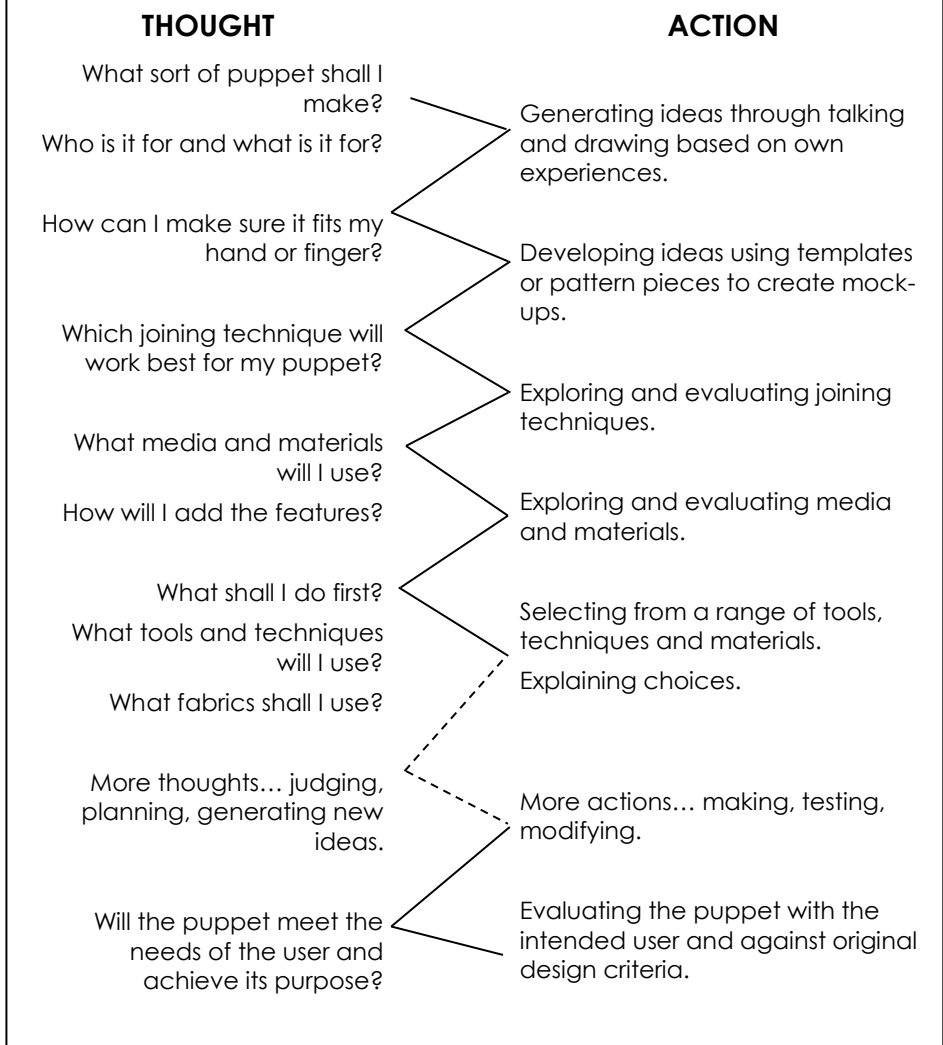 THOUGHT
ACTION
What sort of puppet shall I
make?
Who is it for and what is it for?
Generating ideas through talking
and drawing based on own
experiences.
How can I make sure it fits my
hand or finger?
Developing ideas using templates
or pattern pieces to create mock-
ups.
Which joining technique will
work best for my puppet?
Exploring and evaluating joining
techniques.
What media and materials
will I use?
How will I add the features?
Exploring and evaluating media
and materials.
What shall I do first?
What tools and techniques
will I use?
What fabrics shall I use?
Selecting from a range of tools,
techniques and materials.
Explaining choices.
More thoughts… judging,
planning, generating new
ideas.
More actions… making, testing,
modifying.
Will the puppet meet the
needs of the user and
achieve its purpose?
Evaluating the puppet with the
intended user and against original
design criteria.